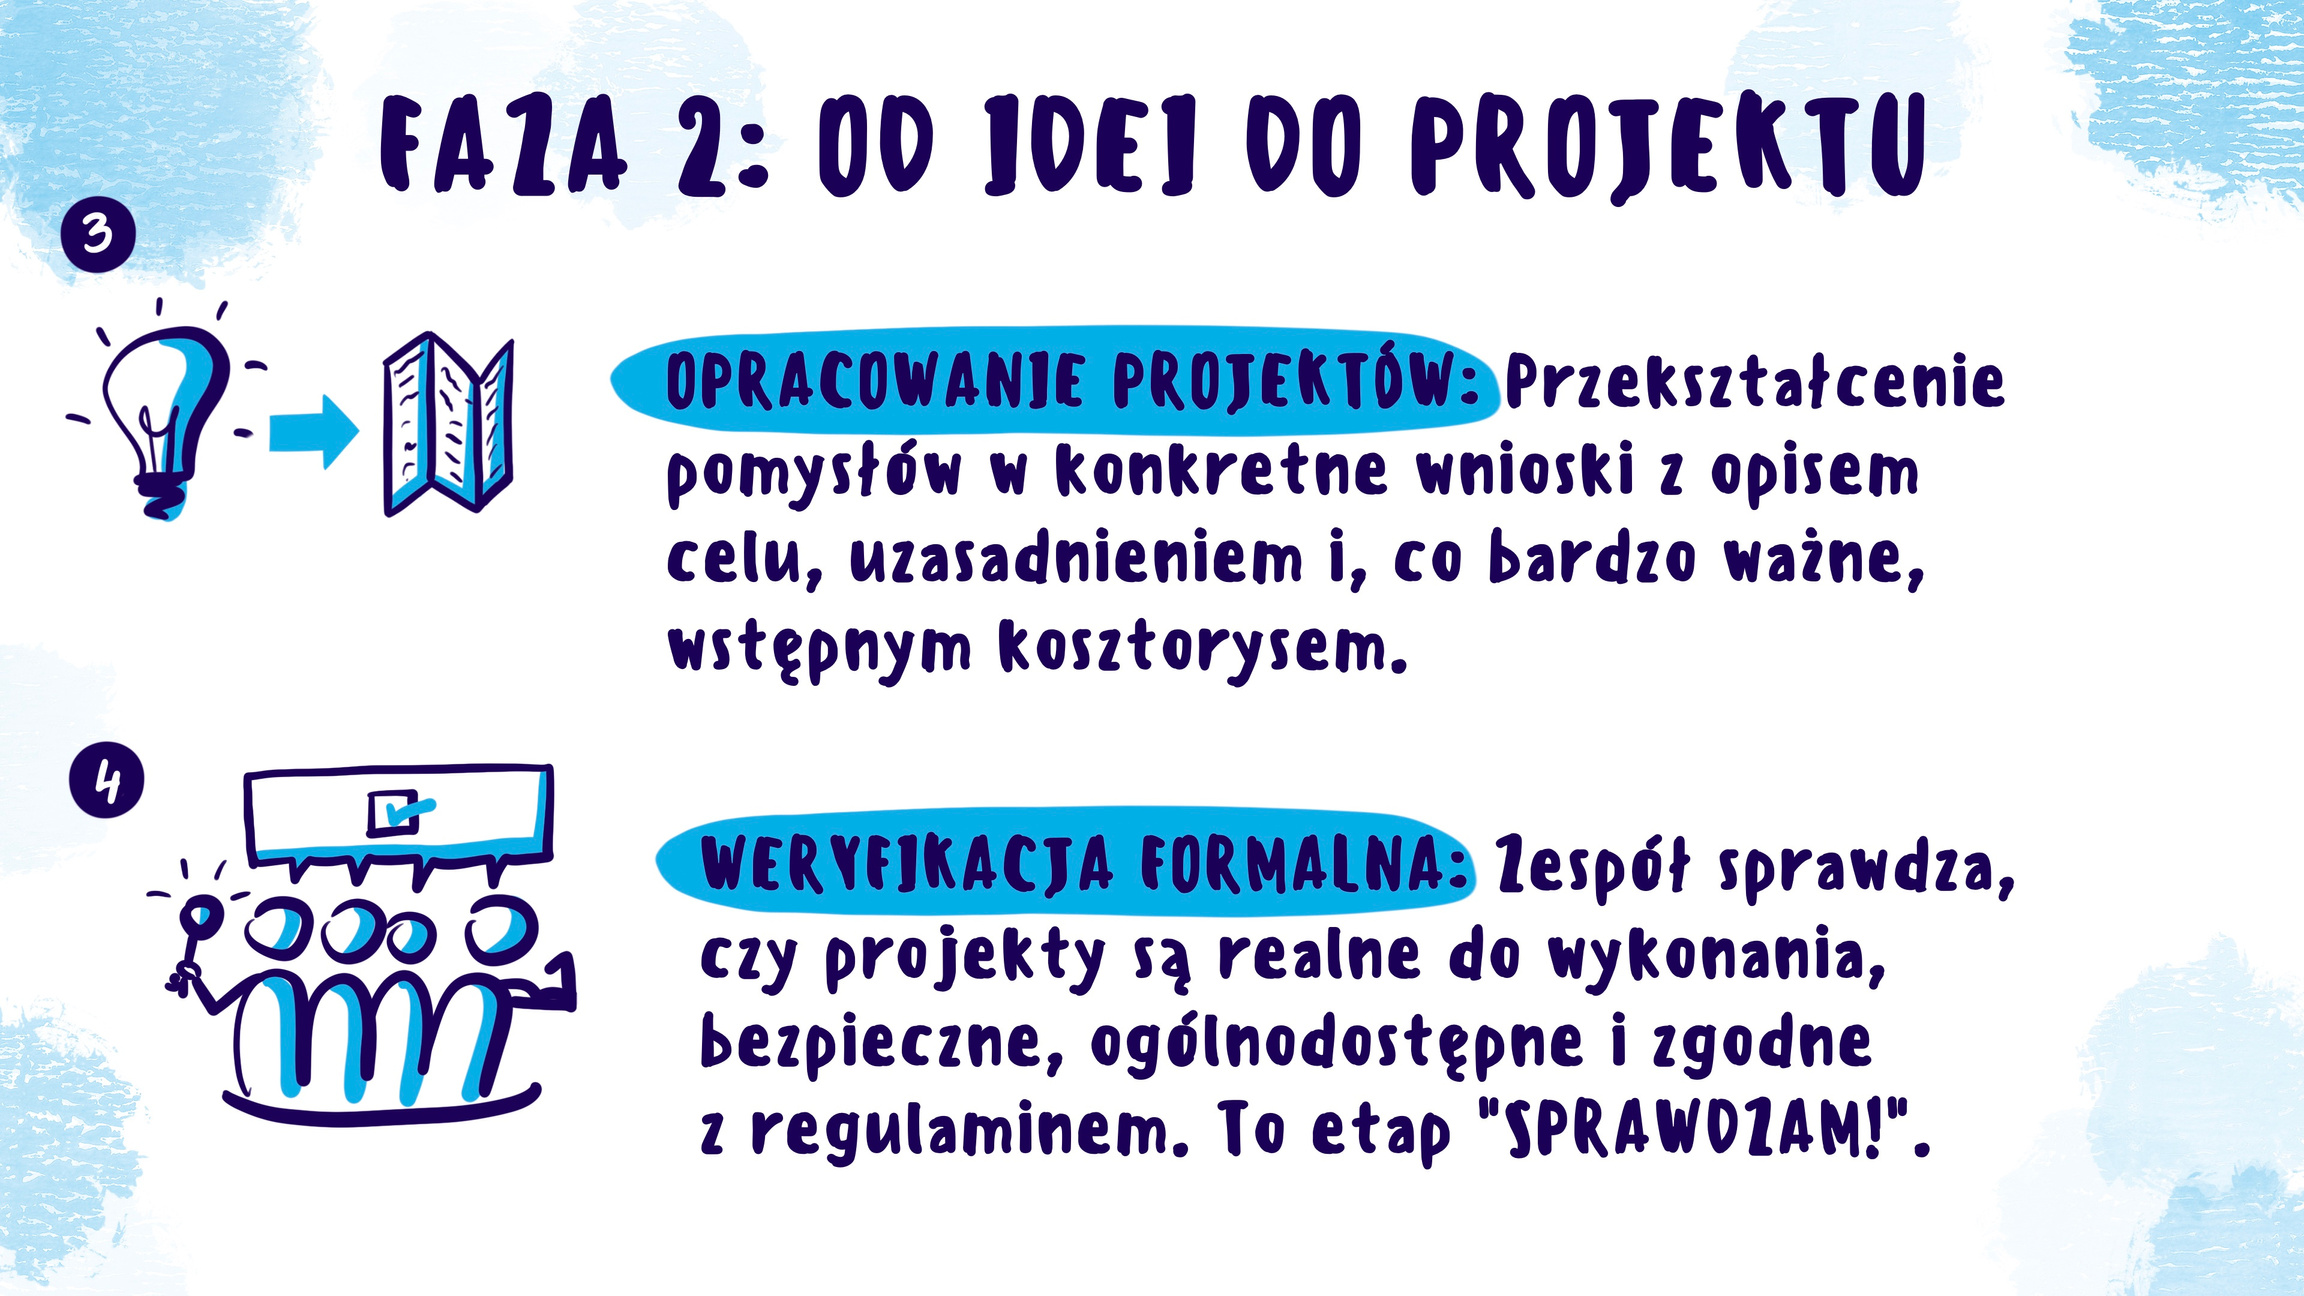 FAZA 2: OD IDEI DO PROJEKTU
3
OPRACOWANIE PROJEKTÓW: Przekształcenie
pomysłów w konkretne wnioski z opisem
celu, uzasadnieniem i, co bardzo ważne,
wstępnym kosztorysem.
4
WERYFIKACJA FORMALNA: Zespół sprawdza,
czy projekty są realne do wykonania,
bezpieczne, ogólnodostępne i zgodne
z regulaminem. To etap "SPRAWDZAM!".